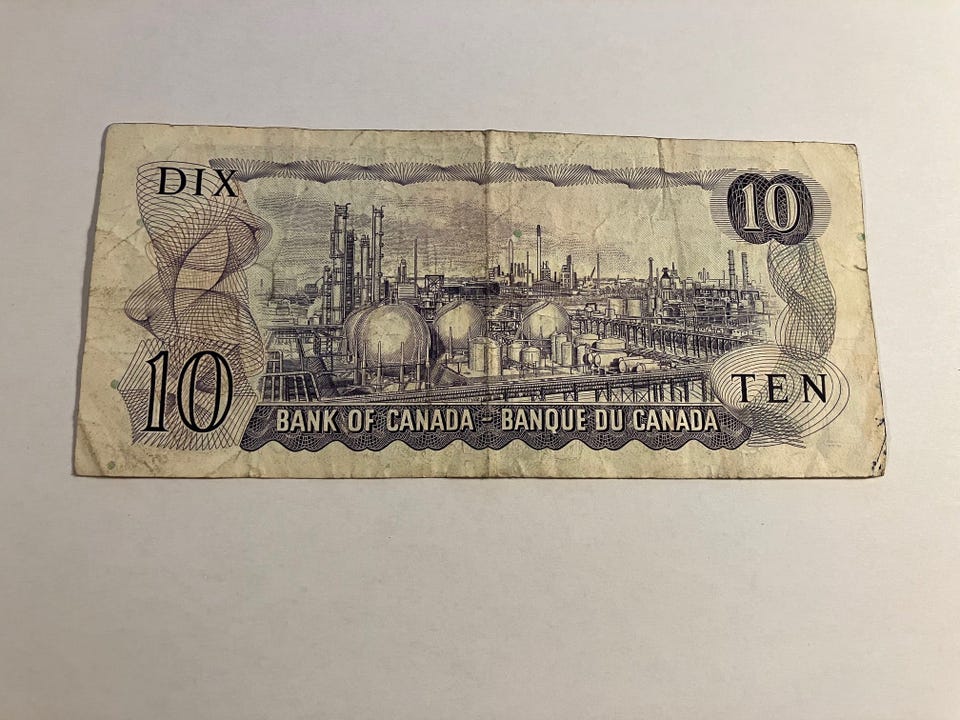 DIX
10
10
TEN
BANK OF CANADA - BANQUE DU CANADA